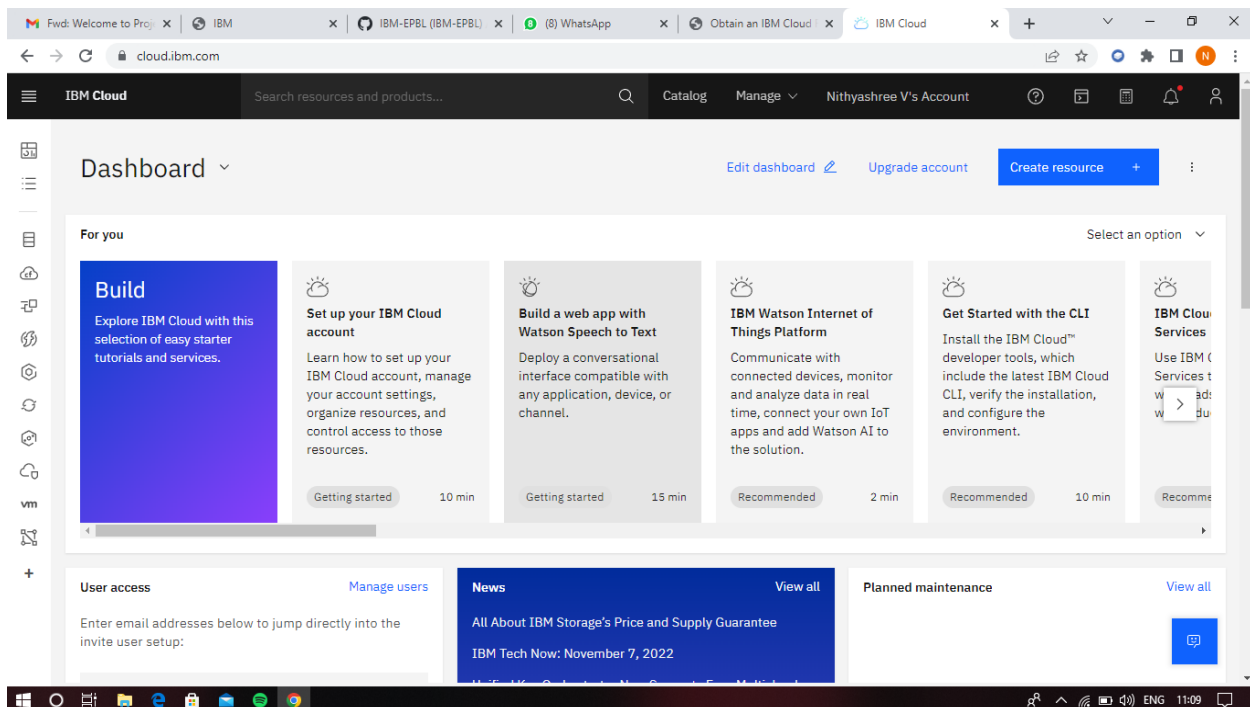 Fwd: Welcome to Proj
IBM
IBM-EPBL (IBM-EPBL)
8 (8) WhatsApp
Obtain an IBM Cloud
IBM Cloud
cloud.ibm.com
N
IBM Cloud
Search resources and products...
Catalog
Manage
Nithyashree V's Account
Dashboard
Edit dashboard
Upgrade account
Create resource +
For you
Select an option
Build
Explore IBM Cloud with this
selection of easy starter
tutorials and services.
Set up your IBM Cloud
account
Learn how to set up your
IBM Cloud account, manage
your account settings,
organize resources, and
control access to those
resources.
Getting started 10 min
Build a web app with
Watson Speech to Text
Deploy a conversational
interface compatible with
any application, device, or
channel.
Getting started 15 min
IBM Watson Internet of
Things Platform
Communicate with
connected devices, monitor
and analyze data in real
time, connect your own IoT
apps and add Watson AI to
the solution.
Recommended 2 min
Get Started with the CLI
Install the IBM Cloud™
developer tools, which
include the latest IBM Cloud
CLI, verify the installation,
and configure the
environment.
Recommended 10 min
IBM Clou
Services
Use IBM
Services t
Recomme
cf
vm
User access
Manage users
Enter email addresses below to jump directly into the
invite user setup:
News
View all
All About IBM Storage's Price and Supply Guarantee
IBM Tech Now: November 7, 2022
Planned maintenance
View all
ENG 11:09